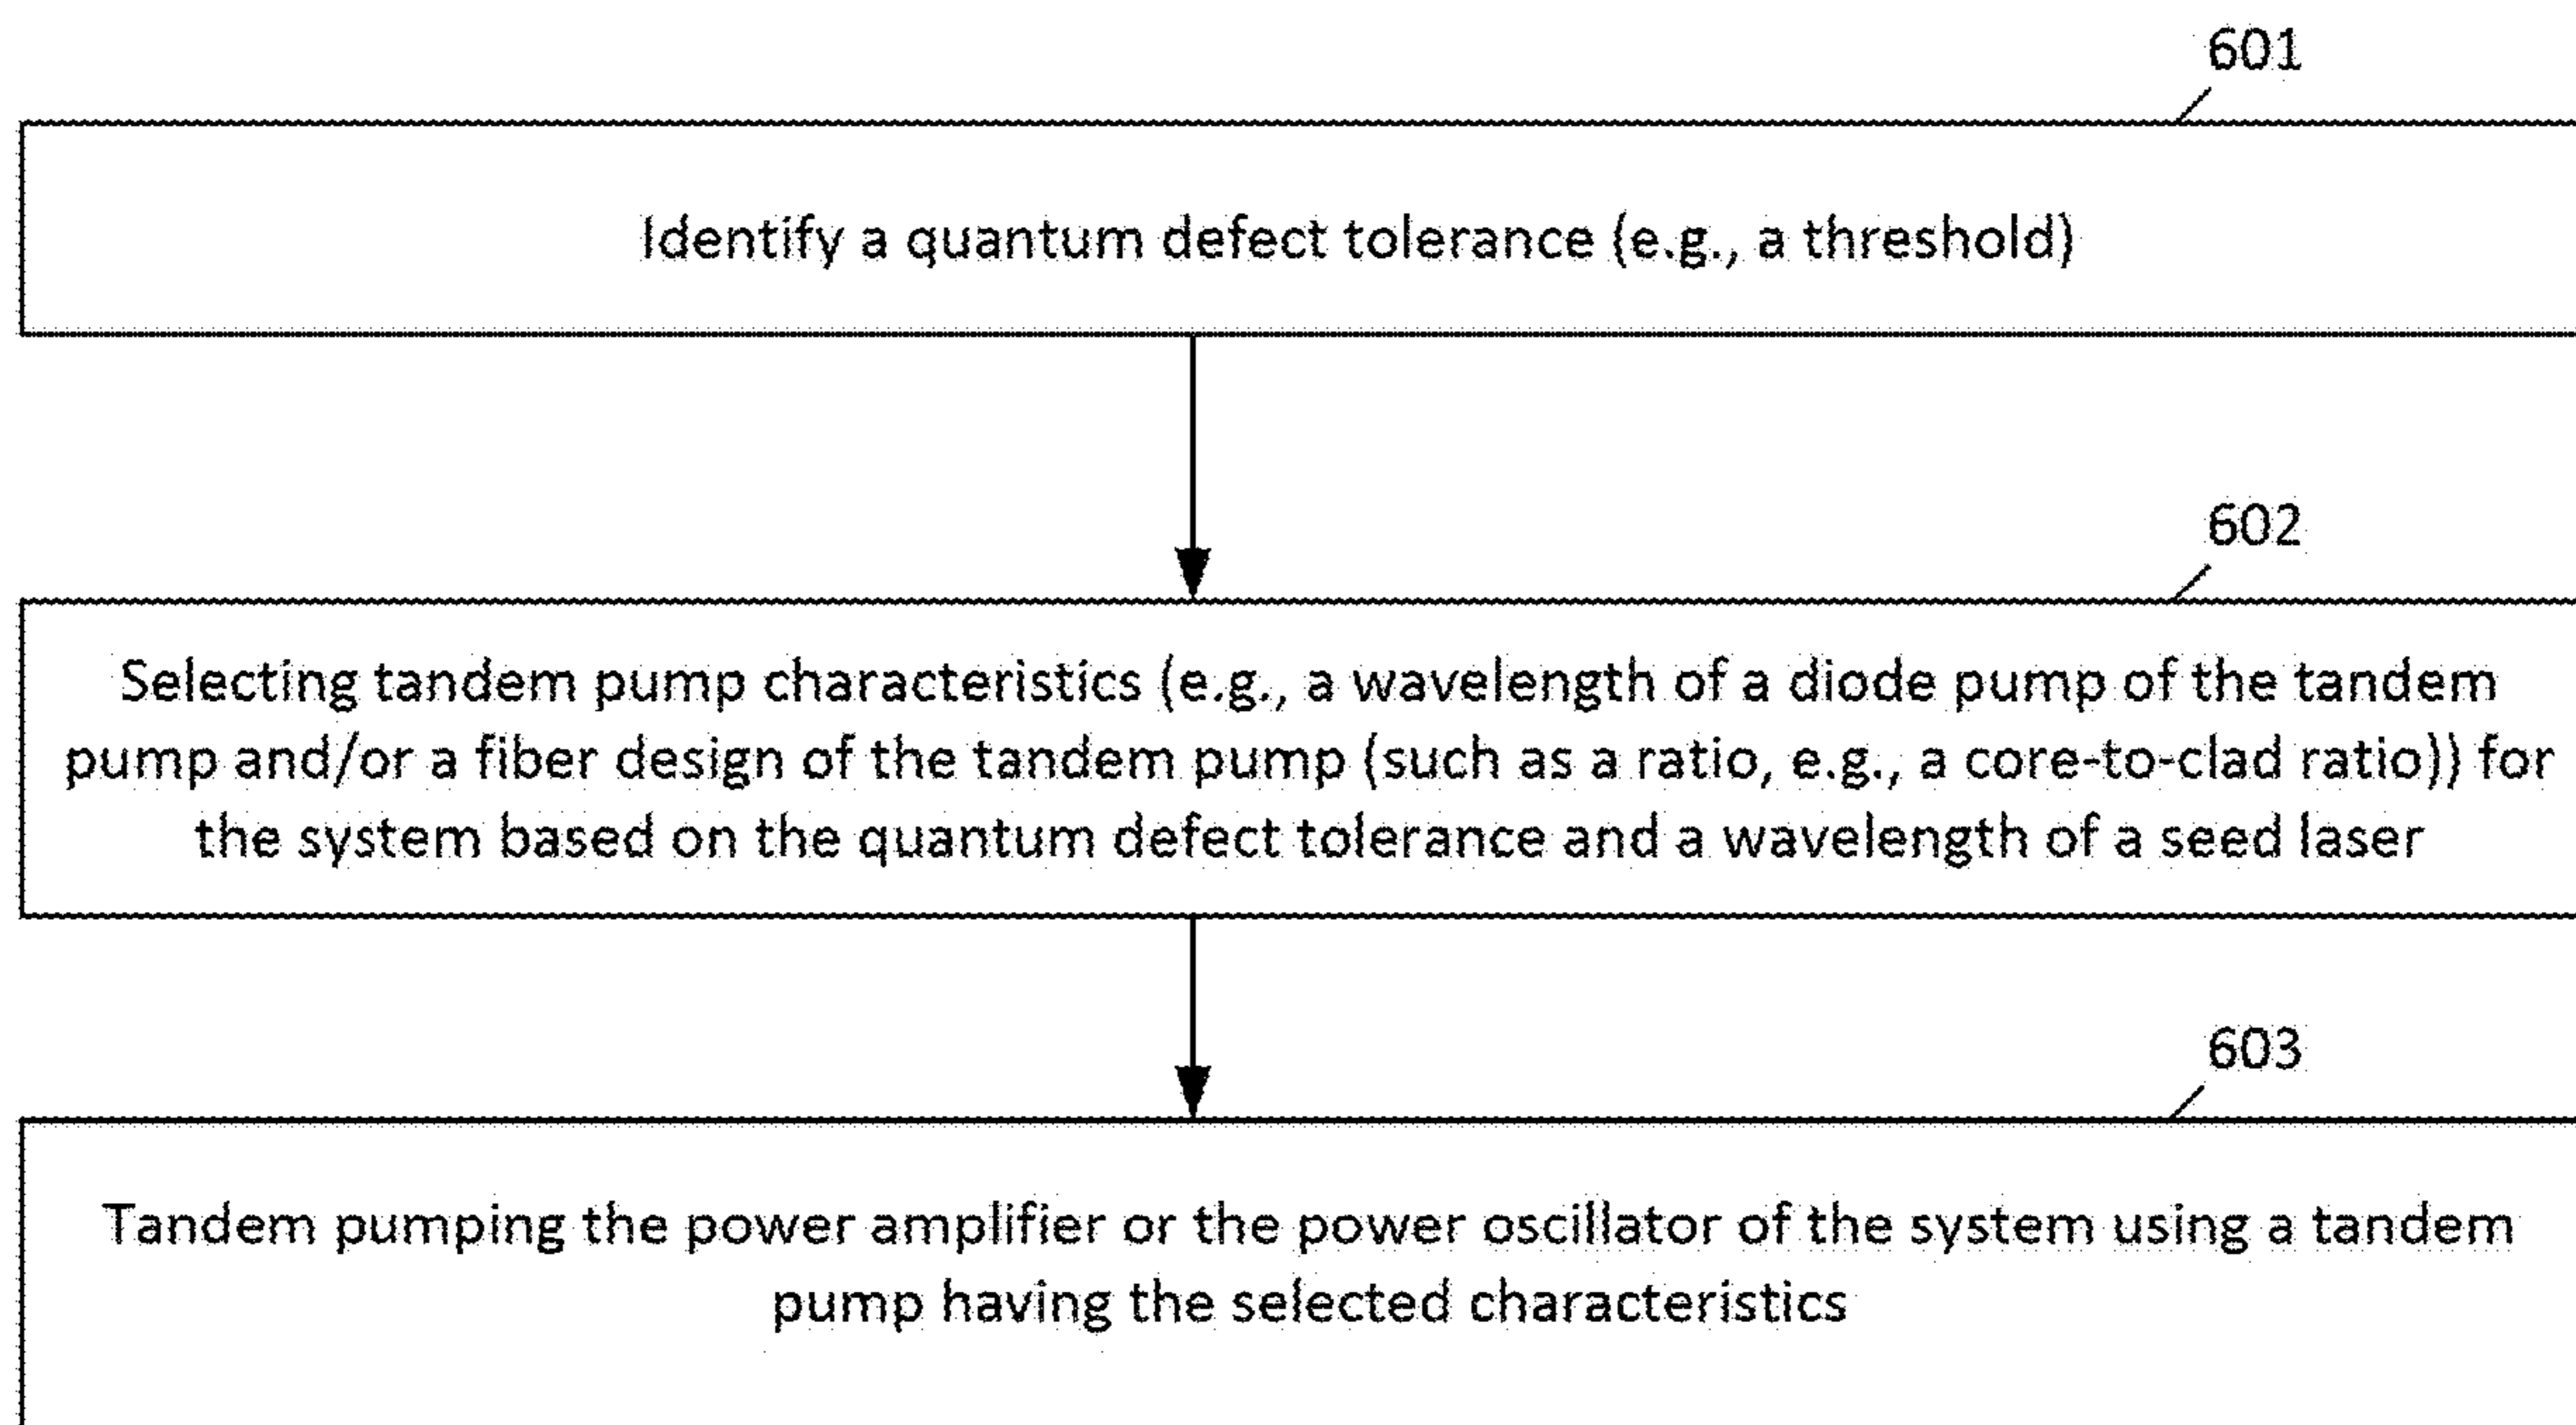 601
Identify a quantum defect tolerance (e.g., a threshold)
602
Selecting tandem pump characteristics (e.g., a wavelength of a diode pump of the tandem
pump and/or a fiber design of the tandem pump (such as a ratio, e.g., a core-to-clad ratio)) for
the system based on the quantum defect tolerance and a wavelength of a seed laser
603
Tandem pumping the power amplifier or the power oscillator of the system using a tandem
pump having the selected characteristics